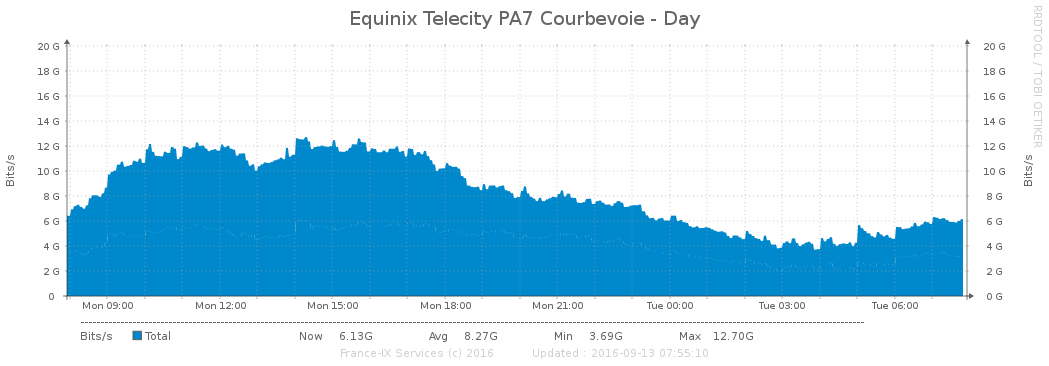 Equinix Telecity PA7 Courbevoie - Day
RRDTOOL / TOBI OETIKER
Bits/s
Bits/s
20 G 20 G
18 G 18 G
16 G 16 G
14 G 14 G
12 G 12 G
10 G 10 G
8 G 8 G
6 G 6 G
4 G 4 G
2 G 2 G
0 0 G
Mon 09:00 Mon 12:00 Mon 15:00 Mon 18:00 Mon 21:00 Tue 00:00 Tue 03:00 Tue 06:00
Bits/s Total Now 6.13G Avg 8.27G Min 3.69G Max 12.70G
France-IX Services (c) 2016 Updated : 2016-09-13 07:55:10